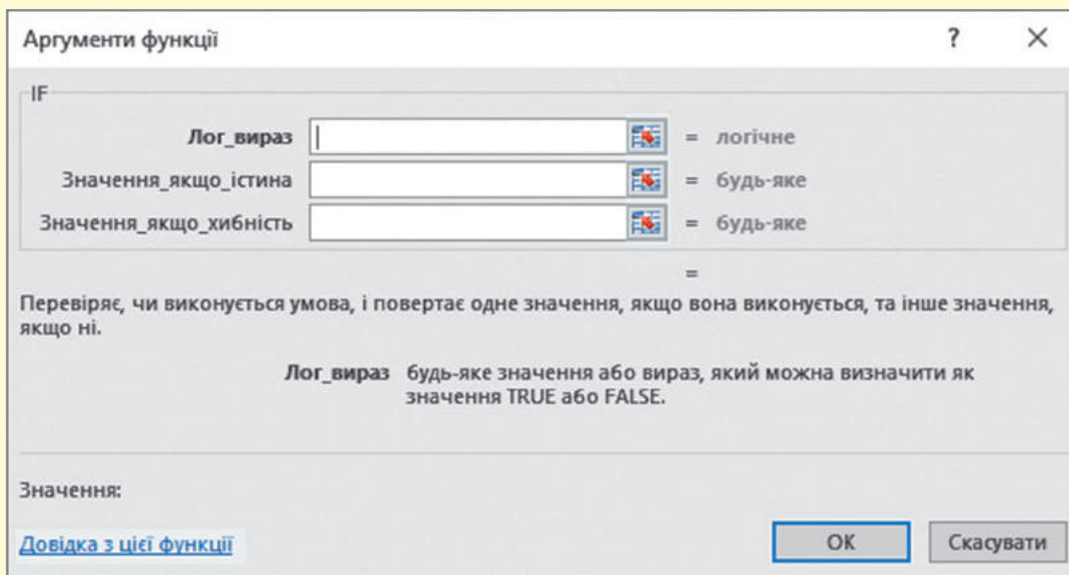 Аргументи функції ? ×
IF
Лог_вираз = логічне
Значення_якщо_істина = будь-яке
Значення_якщо_хибність = будь-яке
=
Перевіряє, чи виконується умова, і повертає одне значення, якщо вона виконується, та інше значення,
якщо ні.
Лог_вираз будь-яке значення або вираз, який можна визначити як
значення TRUE або FALSE.
Значення:
Довідка з цієї функції OK Скасувати